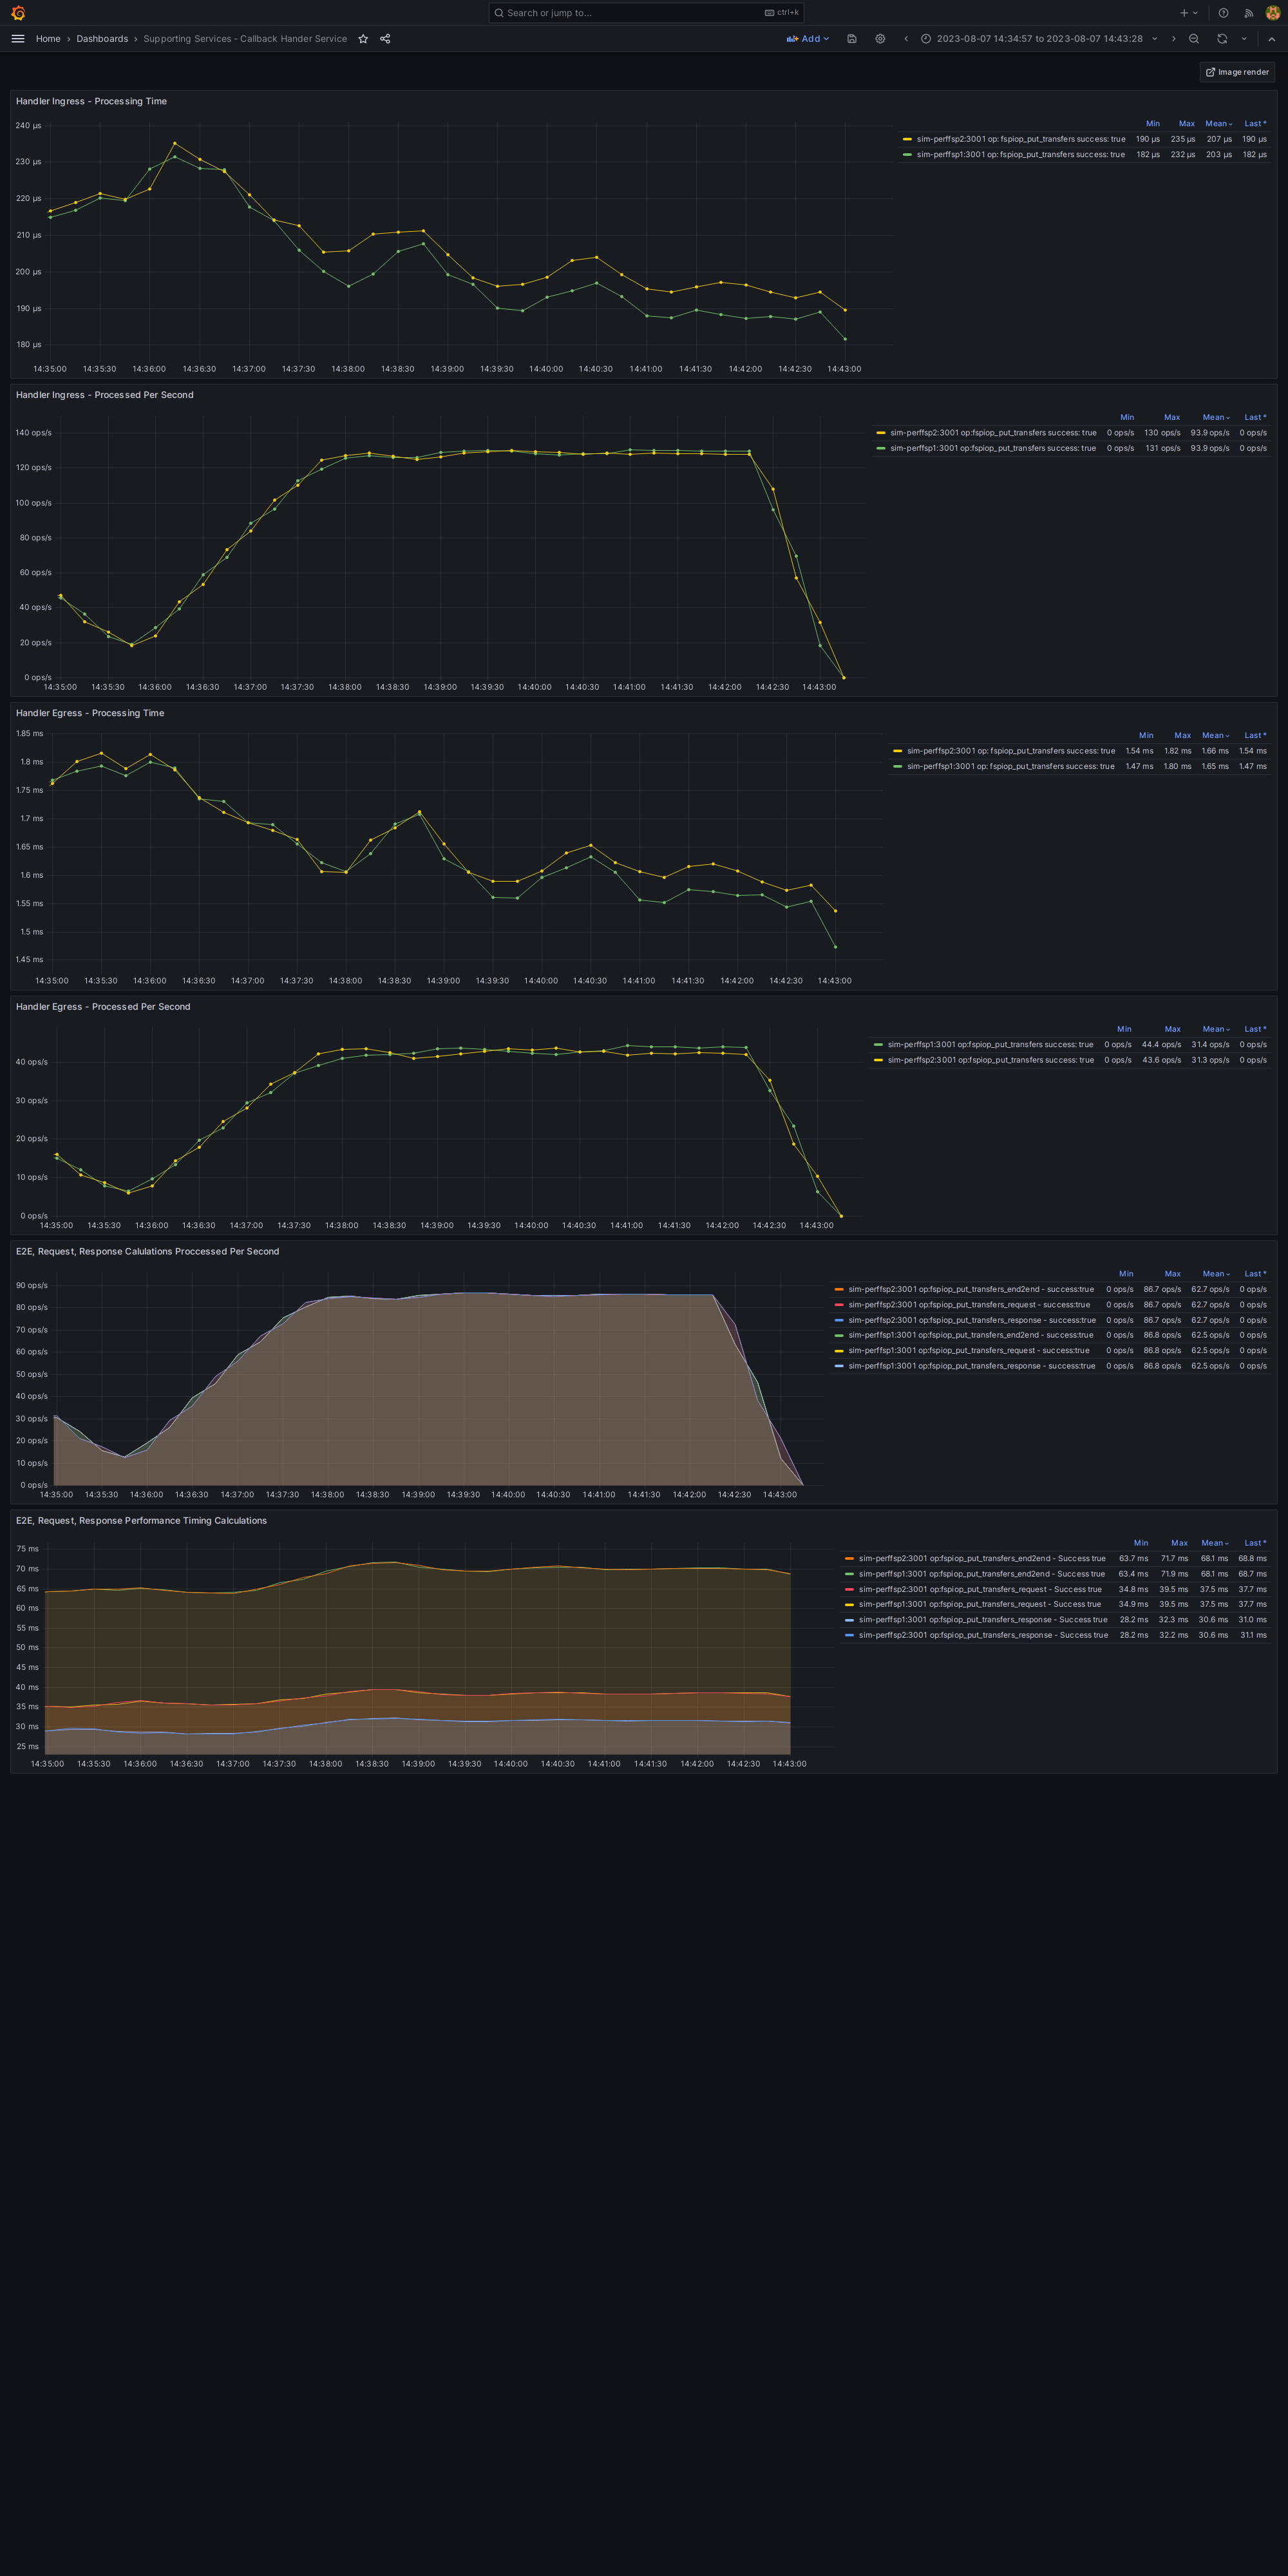 Search or jump to... ctrl+k
Home › Dashboards › Supporting Services - Callback Hander Service Add 2023-08-07 14:34:57 to 2023-08-07 14:43:28
Image render
Handler Ingress - Processing Time
240 µs
230 µs
220 µs
210 µs
200 µs
190 µs
180 µs
14:35:00 14:35:30 14:36:00 14:36:30 14:37:00 14:37:30 14:38:00 14:38:30 14:39:00 14:39:30 14:40:00 14:40:30 14:41:00 14:41:30 14:42:00 14:42:30 14:43:00
Min Max Mean Last *
sim-perffsp2:3001 op: fspiop_put_transfers success: true 190 µs 235 µs 207 µs 190 µs
sim-perffsp1:3001 op: fspiop_put_transfers success: true 182 µs 232 µs 203 µs 182 µs
Handler Ingress - Processed Per Second
140 ops/s
120 ops/s
100 ops/s
80 ops/s
60 ops/s
40 ops/s
20 ops/s
0 ops/s
14:35:00 14:35:30 14:36:00 14:36:30 14:37:00 14:37:30 14:38:00 14:38:30 14:39:00 14:39:30 14:40:00 14:40:30 14:41:00 14:41:30 14:42:00 14:42:30 14:43:00
Min Max Mean Last *
sim-perffsp2:3001 op:fspiop_put_transfers success: true 0 ops/s 130 ops/s 93.9 ops/s 0 ops/s
sim-perffsp1:3001 op:fspiop_put_transfers success: true 0 ops/s 131 ops/s 93.9 ops/s 0 ops/s
Handler Egress - Processing Time
1.85 ms
1.8 ms
1.75 ms
1.7 ms
1.65 ms
1.6 ms
1.55 ms
1.5 ms
1.45 ms
14:35:00 14:35:30 14:36:00 14:36:30 14:37:00 14:37:30 14:38:00 14:38:30 14:39:00 14:39:30 14:40:00 14:40:30 14:41:00 14:41:30 14:42:00 14:42:30 14:43:00
Min Max Mean Last *
sim-perffsp2:3001 op: fspiop_put_transfers success: true 1.54 ms 1.82 ms 1.66 ms 1.54 ms
sim-perffsp1:3001 op: fspiop_put_transfers success: true 1.47 ms 1.80 ms 1.65 ms 1.47 ms
Handler Egress - Processed Per Second
40 ops/s
30 ops/s
20 ops/s
10 ops/s
0 ops/s
14:35:00 14:35:30 14:36:00 14:36:30 14:37:00 14:37:30 14:38:00 14:38:30 14:39:00 14:39:30 14:40:00 14:40:30 14:41:00 14:41:30 14:42:00 14:42:30 14:43:00
Min Max Mean Last *
sim-perffsp1:3001 op:fspiop_put_transfers success: true 0 ops/s 44.4 ops/s 31.4 ops/s 0 ops/s
sim-perffsp2:3001 op:fspiop_put_transfers success: true 0 ops/s 43.6 ops/s 31.3 ops/s 0 ops/s
E2E, Request, Response Calulations Proccessed Per Second
90 ops/s
80 ops/s
70 ops/s
60 ops/s
50 ops/s
40 ops/s
30 ops/s
20 ops/s
10 ops/s
0 ops/s
14:35:00 14:35:30 14:36:00 14:36:30 14:37:00 14:37:30 14:38:00 14:38:30 14:39:00 14:39:30 14:40:00 14:40:30 14:41:00 14:41:30 14:42:00 14:42:30 14:43:00
Min Max Mean Last *
sim-perffsp2:3001 op:fspiop_put_transfers_end2end - success:true 0 ops/s 86.7 ops/s 62.7 ops/s 0 ops/s
sim-perffsp2:3001 op:fspiop_put_transfers_request - success:true 0 ops/s 86.7 ops/s 62.7 ops/s 0 ops/s
sim-perffsp2:3001 op:fspiop_put_transfers_response - success:true 0 ops/s 86.7 ops/s 62.7 ops/s 0 ops/s
sim-perffsp1:3001 op:fspiop_put_transfers_end2end - success:true 0 ops/s 86.8 ops/s 62.5 ops/s 0 ops/s
sim-perffsp1:3001 op:fspiop_put_transfers_request - success:true 0 ops/s 86.8 ops/s 62.5 ops/s 0 ops/s
sim-perffsp1:3001 op:fspiop_put_transfers_response - success:true 0 ops/s 86.8 ops/s 62.5 ops/s 0 ops/s
E2E, Request, Response Performance Timing Calculations
75 ms
70 ms
65 ms
60 ms
55 ms
50 ms
45 ms
40 ms
35 ms
30 ms
25 ms
14:35:00 14:35:30 14:36:00 14:36:30 14:37:00 14:37:30 14:38:00 14:38:30 14:39:00 14:39:30 14:40:00 14:40:30 14:41:00 14:41:30 14:42:00 14:42:30 14:43:00
Min Max Mean Last *
sim-perffsp2:3001 op:fspiop_put_transfers_end2end - Success true 63.7 ms 71.7 ms 68.1 ms 68.8 ms
sim-perffsp1:3001 op:fspiop_put_transfers_end2end - Success true 63.4 ms 71.9 ms 68.1 ms 68.7 ms
sim-perffsp2:3001 op:fspiop_put_transfers_request - Success true 34.8 ms 39.5 ms 37.5 ms 37.7 ms
sim-perffsp1:3001 op:fspiop_put_transfers_request - Success true 34.9 ms 39.5 ms 37.5 ms 37.7 ms
sim-perffsp1:3001 op:fspiop_put_transfers_response - Success true 28.2 ms 32.3 ms 30.6 ms 31.0 ms
sim-perffsp2:3001 op:fspiop_put_transfers_response - Success true 28.2 ms 32.2 ms 30.6 ms 31.1 ms